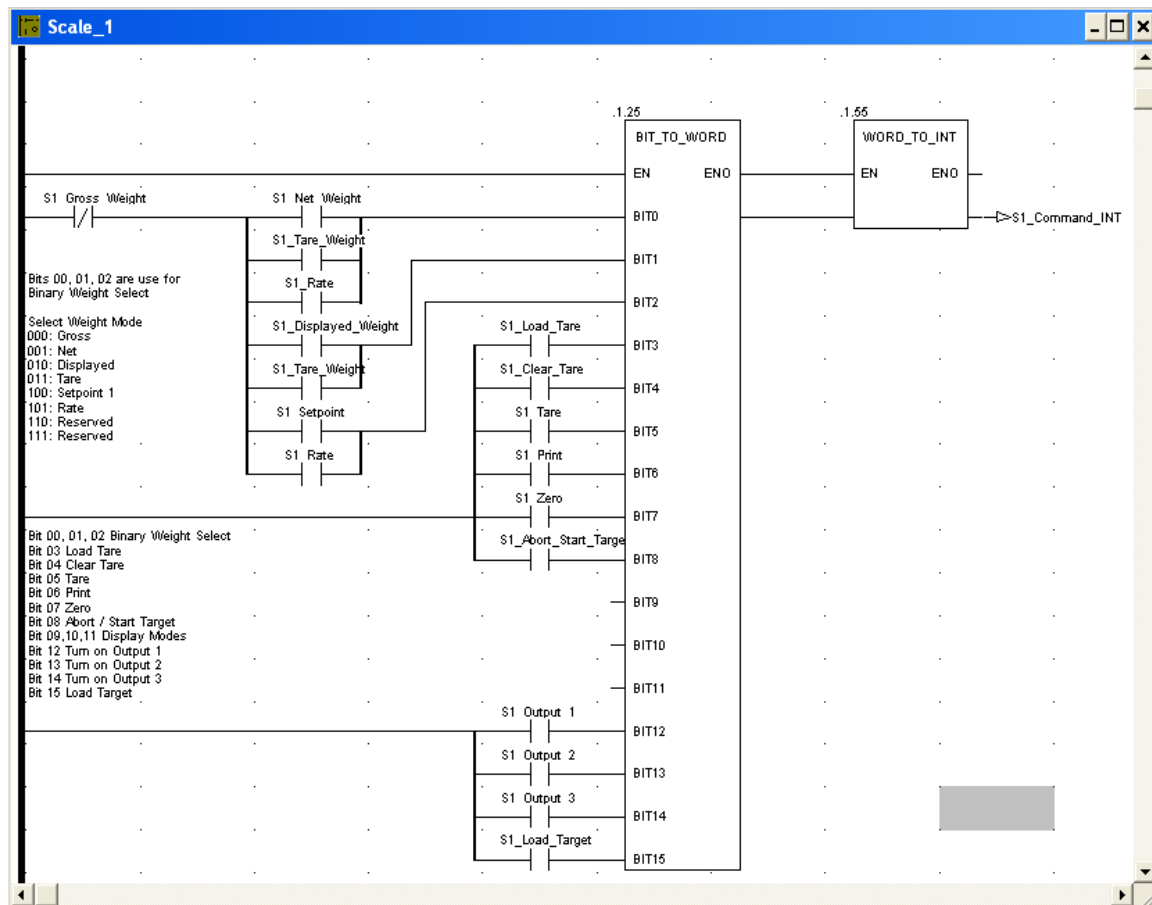 Scale_1
.1.25
.1.55
BIT_TO_WORD
WORD_TO_INT
EN ENO
EN ENO
S1 Gross Weight
S1 Net Weight
BIT0
S1_Command_INT
S1_Tare_Weight
BIT1
Bits 00, 01, 02 are use for
Binary Weight Select
S1_Rate
BIT2
Select Weight Mode
000: Gross
001: Net
010: Displayed
011: Tare
100: Setpoint 1
101: Rate
110: Reserved
111: Reserved
S1_Displayed_Weight
S1_Load_Tare
BIT3
S1_Tare_Weight
S1_Clear_Tare
BIT4
S1 Setpoint
S1 Tare
BIT5
S1 Rate
S1 Print
BIT6
S1 Zero
BIT7
S1_Abort_Start_Targe
BIT8
Bit 00, 01, 02 Binary Weight Select
Bit 03 Load Tare
Bit 04 Clear Tare
Bit 05 Tare
Bit 06 Print
Bit 07 Zero
Bit 08 Abort / Start Target
Bit 09,10,11 Display Modes
Bit 12 Turn on Output 1
Bit 13 Turn on Output 2
Bit 14 Turn on Output 3
Bit 15 Load Target
BIT9
BIT10
BIT11
S1 Output 1
BIT12
S1 Output 2
BIT13
S1 Output 3
BIT14
S1_Load_Target
BIT15